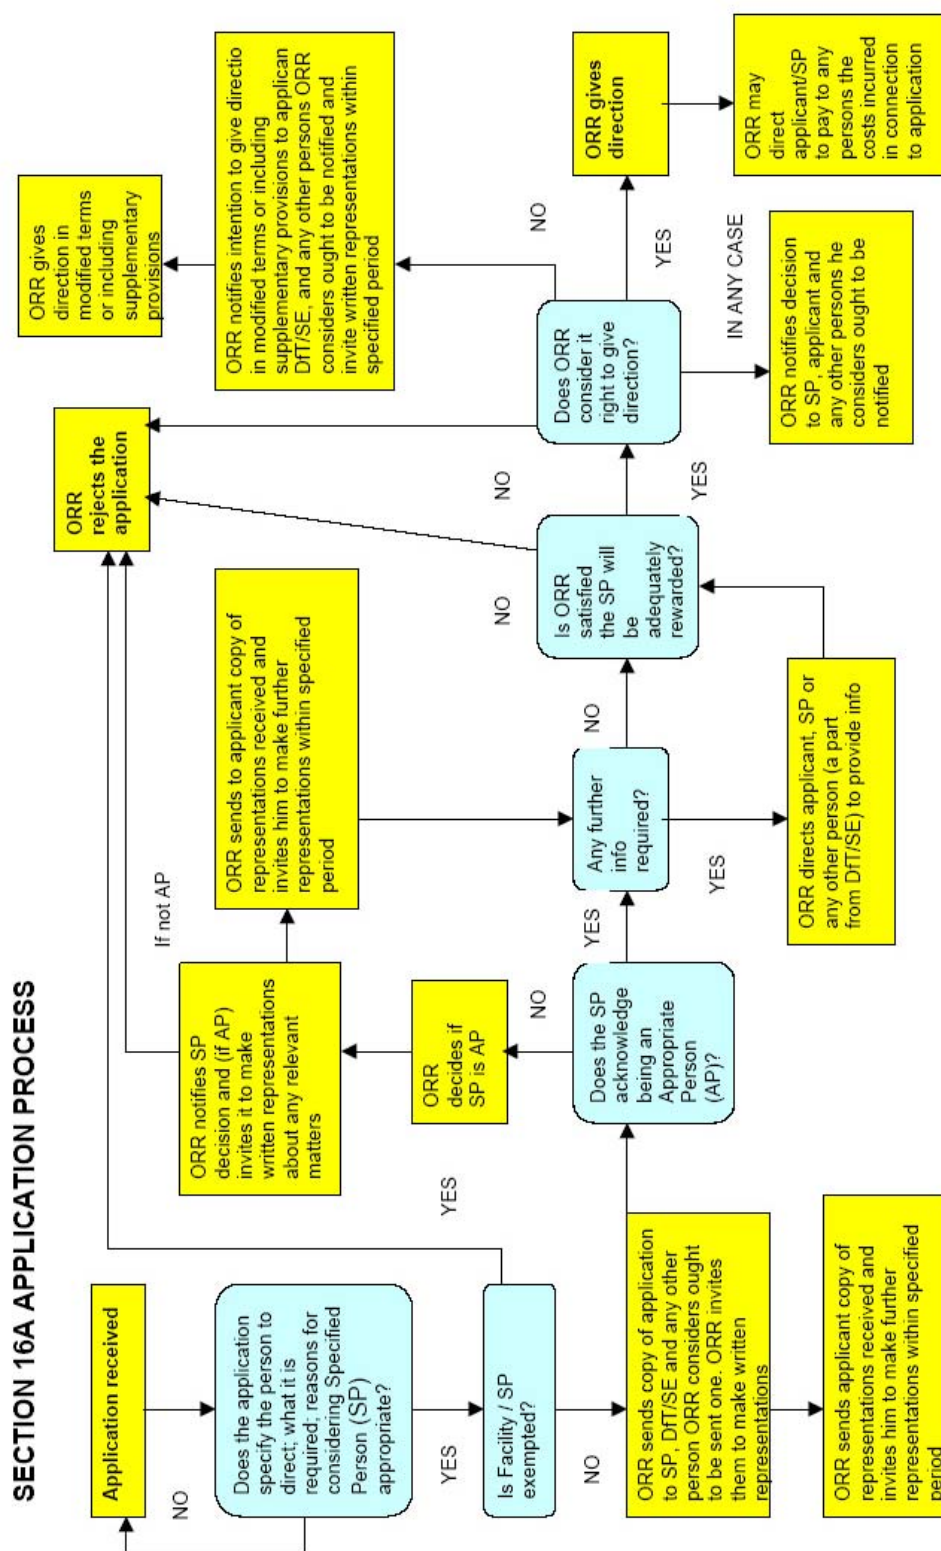 SECTION 16A APPLICATION PROCESS
Application received
NO
Does the application
specify the person to
direct; what it is
required; reasons for
considering Specified
Person (SP)
appropriate?
YES
Is Facility / SP
exempted?
YES
NO
ORR sends copy of application
to SP, DfT/SE and any other
person ORR considers ought
to be sent one. ORR invites
them to make written
representations
ORR sends applicant copy of
representations received and
invites him to make further
representations within specified
period
Does the SP
acknowledge
being an
Appropriate
Person
(AP)?
NO
ORR
decides if
SP is AP
ORR notifies SP
decision and (if AP)
invites it to make
written representations
about any relevant
matters
If not AP
ORR sends to applicant copy of
representations received and
invites him to make further
representations within specified
period
YES
Any further
info
required?
YES
ORR directs applicant, SP or
any other person (a part
from DfT/SE) to provide info
NO
Is ORR
satisfied
the SP will
be
adequately
rewarded?
NO
ORR
rejects the
application
YES
NO
Does ORR
consider it
right to give
direction?
NO
ORR notifies intention to give directio
in modified terms or including
supplementary provisions to applican
DfT/SE, and any other persons ORR
considers ought to be notified and
invite written representations within
specified period
ORR gives
direction in
modified terms
or including
supplementary
provisions
YES
ORR gives
direction
ORR may
direct
applicant/SP
to pay to any
persons the
costs incurred
in connection
to application
IN ANY CASE
ORR notifies decision
to SP, applicant and
any other persons he
considers ought to be
notified